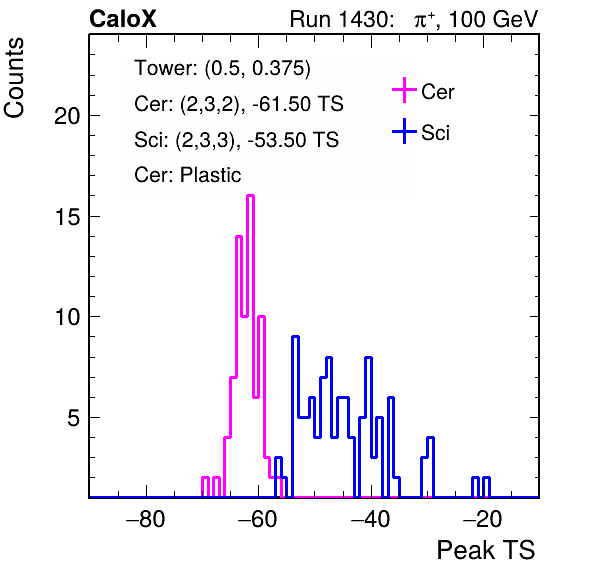 CaloX Run 1430: π⁺, 100 GeV
Counts
Tower: (0.5, 0.375)
Cer: (2,3,2), -61.50 TS
Sci: (2,3,3), -53.50 TS
Cer: Plastic
Cer
Sci
20
15
10
5
−80 −60 −40 −20
Peak TS